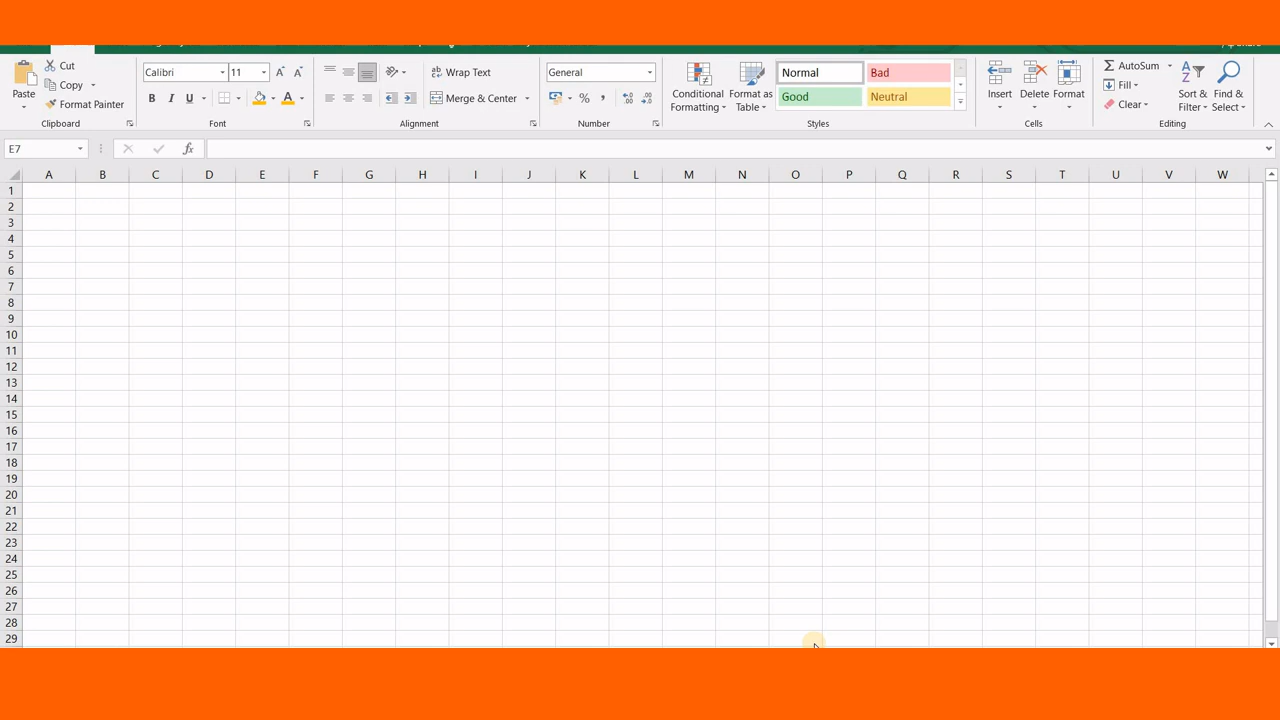 Cut
Copy
Format Painter
Paste
Clipboard
Calibri 11
B I U
Font
Wrap Text
Merge & Center
Alignment
General
%
Number
Conditional Formatting
Format as Table
Normal Bad
Good Neutral
Styles
Insert Delete Format
Cells
AutoSum
Fill
Clear
Sort & Filter
Find & Select
Editing
E7 fx
A B C D E F G H I J K L M N O P Q R S T U V W
1
2
3
4
5
6
7
8
9
10
11
12
13
14
15
16
17
18
19
20
21
22
23
24
25
26
27
28
29